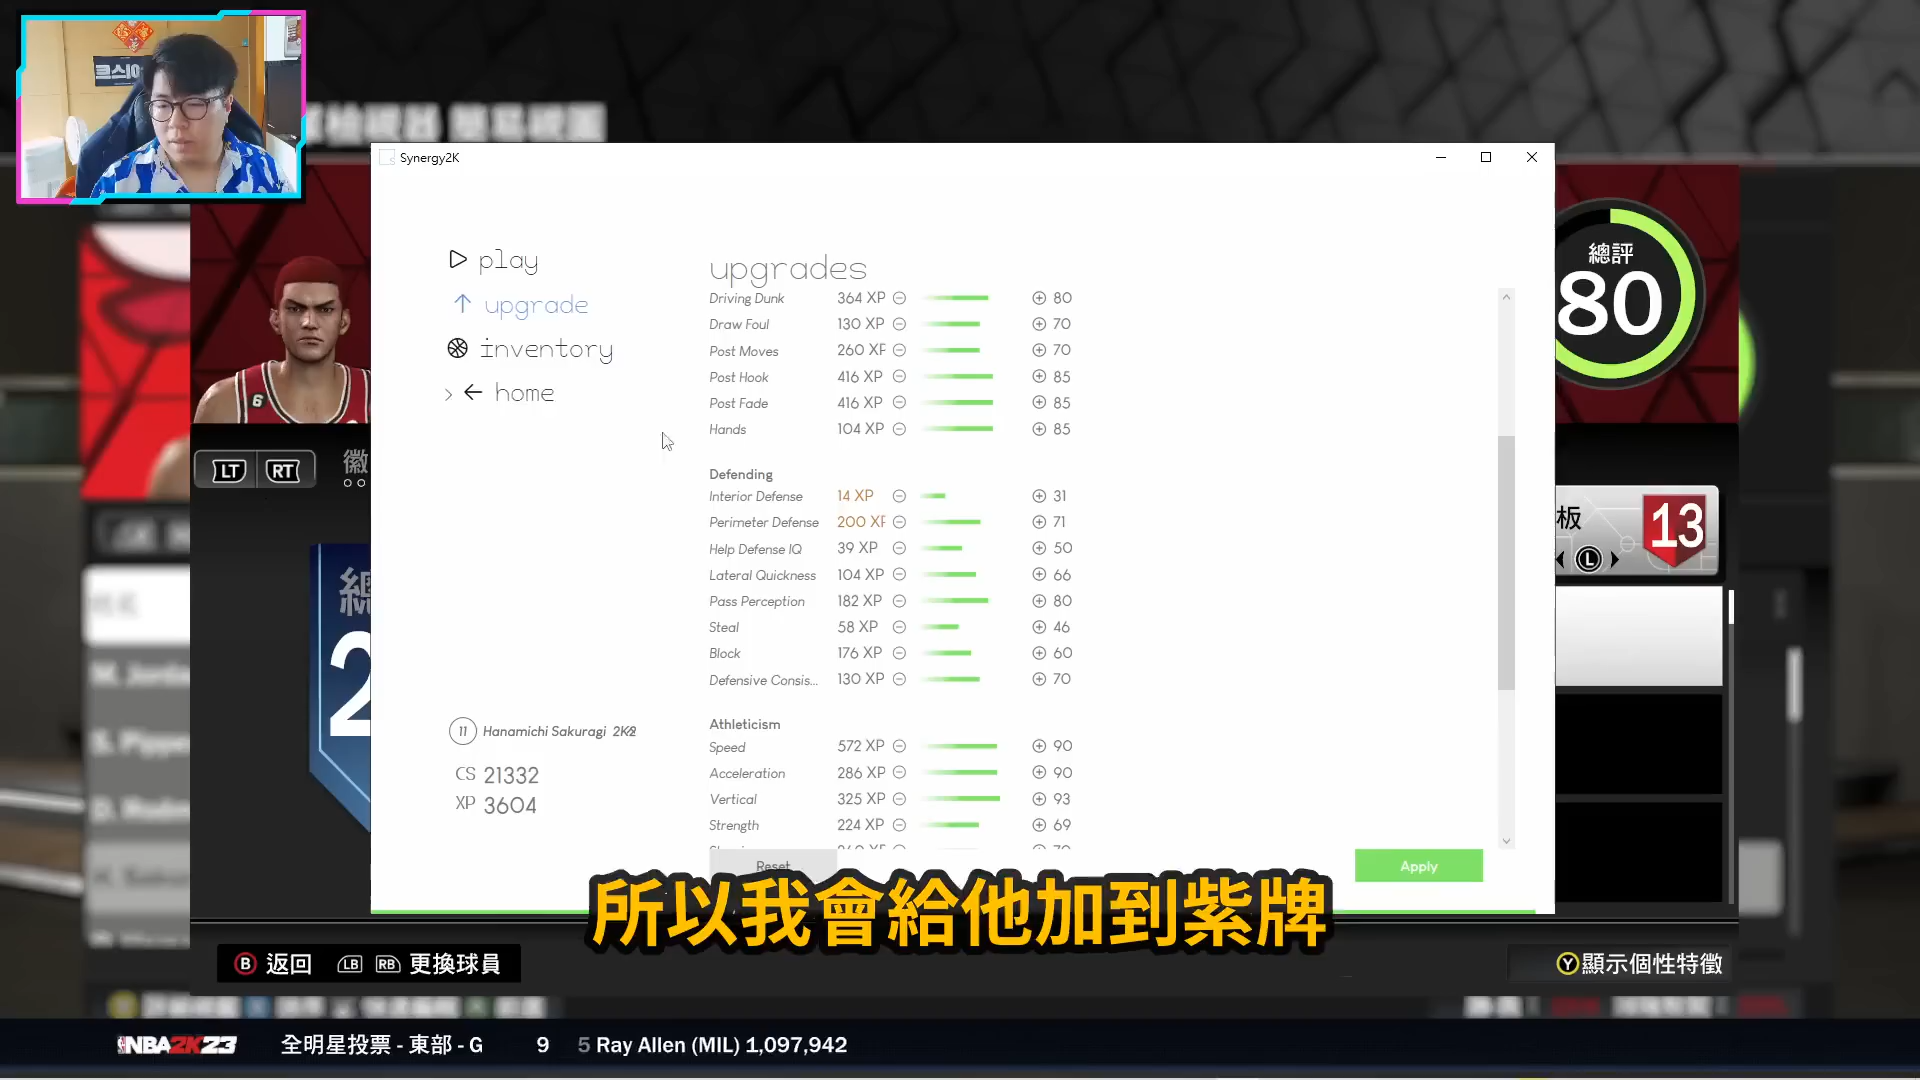 Synergy2K
play
upgrade
inventory
home
upgrades
Driving Dunk 364 XP 80
Draw Foul 130 XP 70
Post Moves 260 XP 70
Post Hook 416 XP 85
Post Fade 416 XP 85
Hands 104 XP 85
Defending
Interior Defense 14 XP 31
Perimeter Defense 200 XP 71
Help Defense IQ 39 XP 50
Lateral Quickness 104 XP 66
Pass Perception 182 XP 80
Steal 58 XP 46
Block 176 XP 60
Defensive Consis... 130 XP 70
Athleticism
Speed 572 XP 90
Acceleration 286 XP 90
Vertical 325 XP 93
Strength 224 XP 69
11 Hanamichi Sakuragi
CS 21332
XP 3604
Reset
Apply
總評
80
6
LT RT
徽
總
2
板
13
L
所以我會給他加到紫牌
B 返回 LB RB 更換球員
Y 顯示個性特徵
NBA2K23 全明星投票 - 東部 - G 9 5 Ray Allen (MIL) 1,097,942